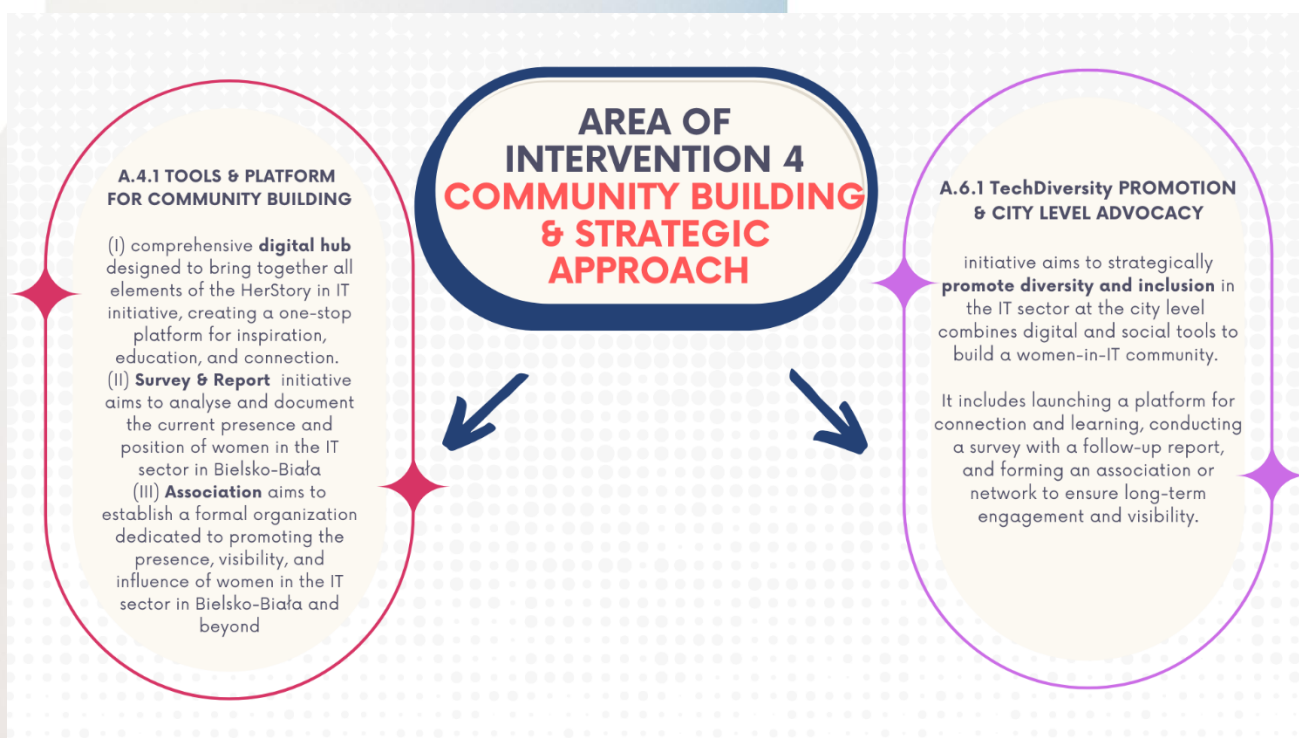 AREA OF
INTERVENTION 4
COMMUNITY BUILDING
& STRATEGIC
APPROACH
A.4.1 TOOLS & PLATFORM
FOR COMMUNITY BUILDING
(I) comprehensive digital hub
designed to bring together all
elements of the HerStory in IT
initiative, creating a one-stop
platform for inspiration,
education, and connection.
(II) Survey & Report initiative
aims to analyse and document
the current presence and
position of women in the IT
sector in Bielsko-Biała
(III) Association aims to
establish a formal organization
dedicated to promoting the
presence, visibility, and
influence of women in the IT
sector in Bielsko-Biała and
beyond
A.6.1 TechDiversity PROMOTION
& CITY LEVEL ADVOCACY
initiative aims to strategically
promote diversity and inclusion in
the IT sector at the city level
combines digital and social tools to
build a women-in-IT community.
It includes launching a platform for
connection and learning, conducting
a survey with a follow-up report,
and forming an association or
network to ensure long-term
engagement and visibility.